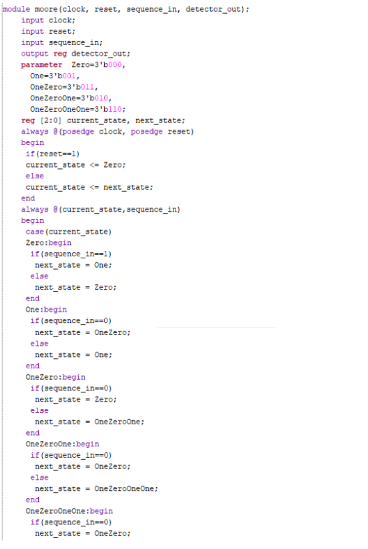 module moore(clock, reset, sequence_in, detector_out);
input clock;
input reset;
input sequence_in;
output reg detector_out;
parameter Zero=3'b000,
One=3'b001,
OneZero=3'b011,
OneZeroOne=3'b010,
OneZeroOneOne=3'b110;
reg [2:0] current_state, next_state;
always @(posedge clock, posedge reset)
begin
if(reset==1)
current_state <= Zero;
else
current_state <= next_state;
end
always @(current_state,sequence_in)
begin
case(current_state)
Zero:begin
if(sequence_in==1)
next_state = One;
else
next_state = Zero;
end
One:begin
if(sequence_in==0)
next_state = OneZero;
else
next_state = One;
end
OneZero:begin
if(sequence_in==0)
next_state = Zero;
else
next_state = OneZeroOne;
end
OneZeroOne:begin
if(sequence_in==0)
next_state = OneZero;
else
next_state = OneZeroOneOne;
end
OneZeroOneOne:begin
if(sequence_in==0)
next_state = OneZero;